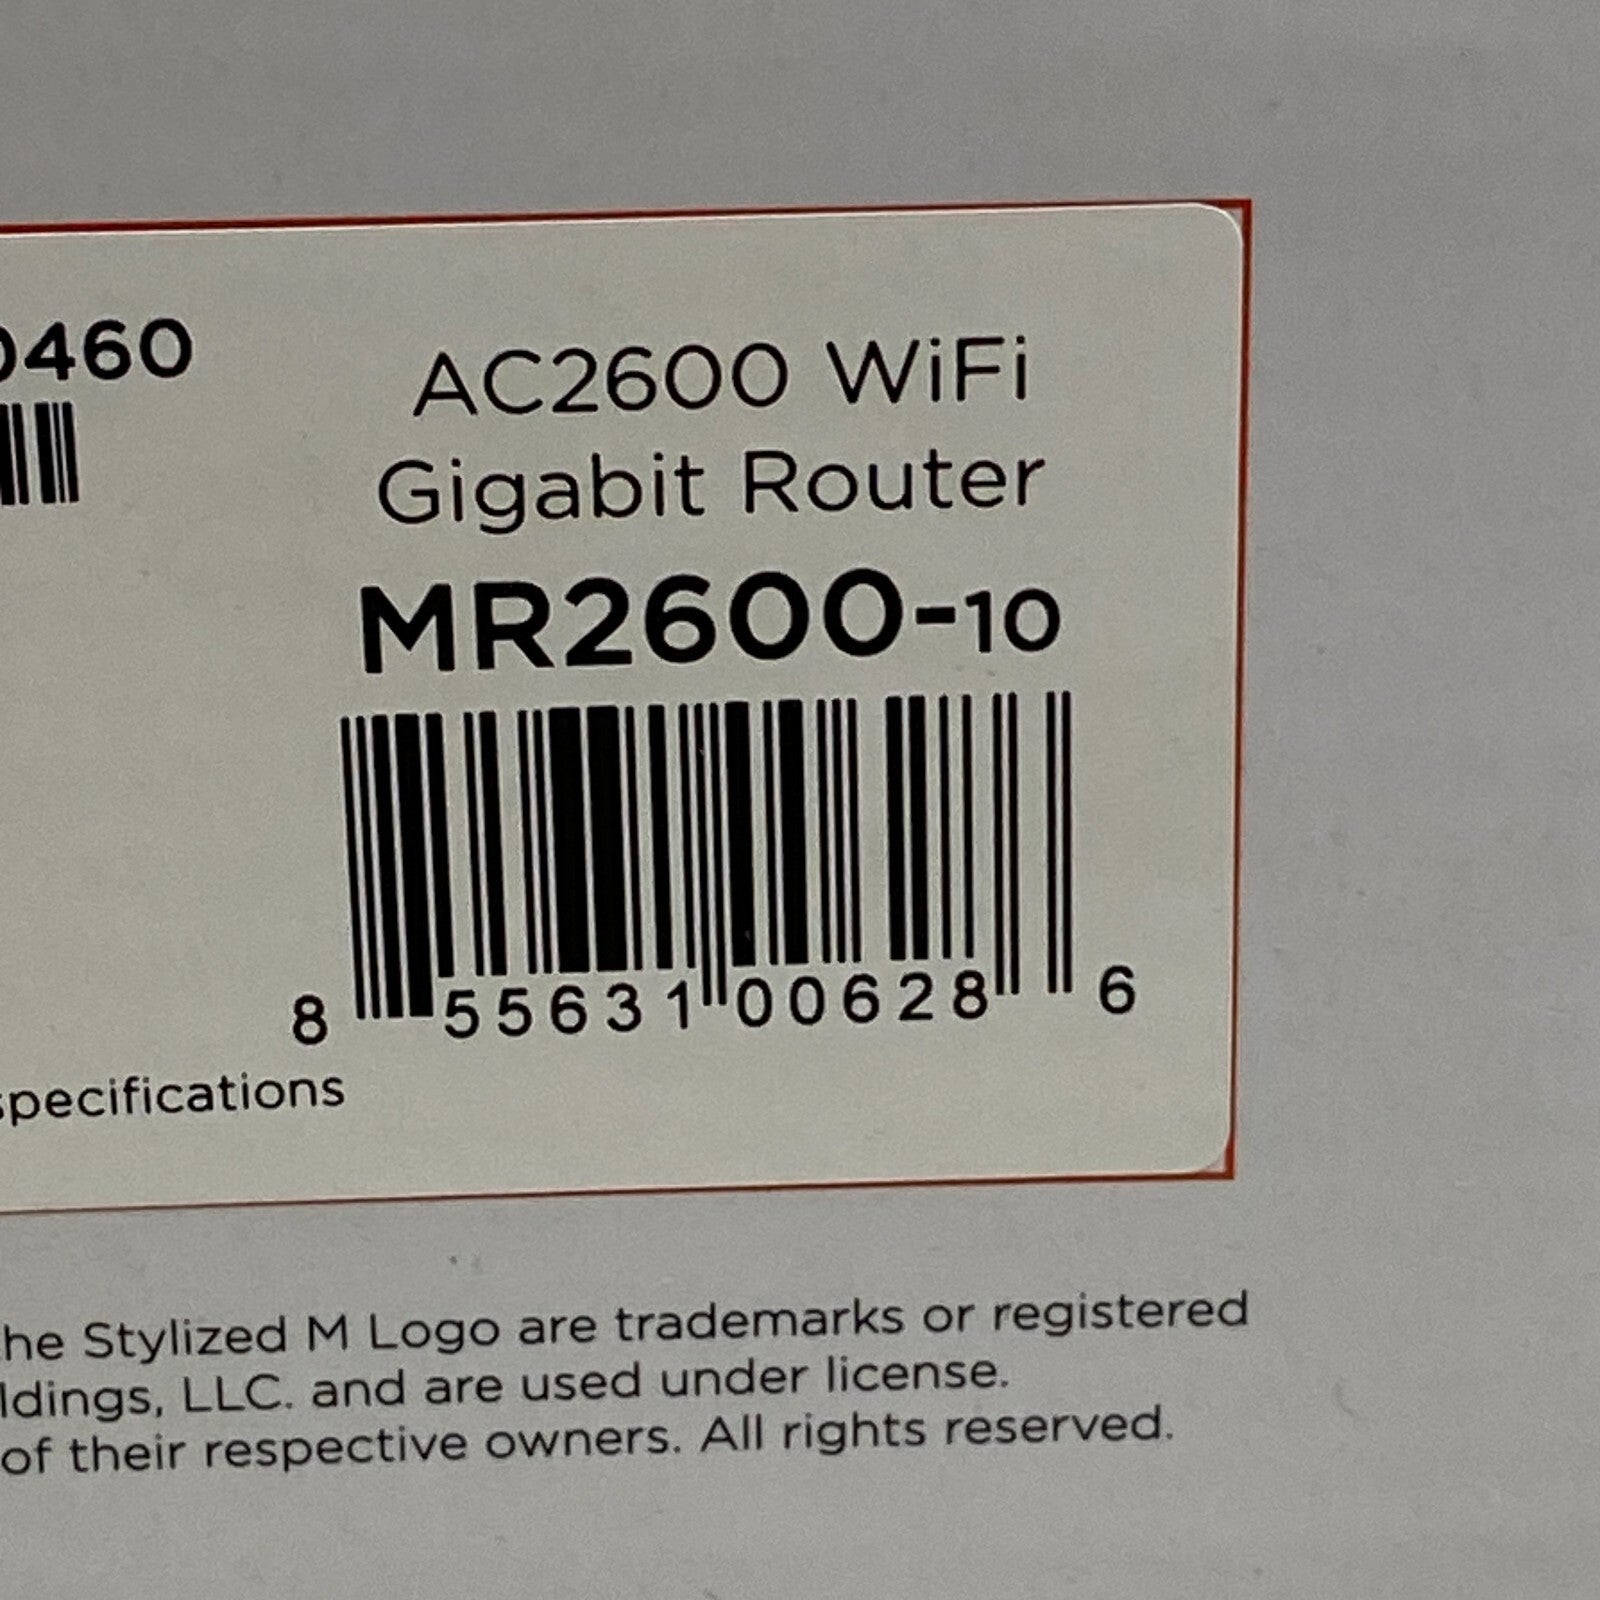 0460
AC2600 WiFi
Gigabit Router
MR2600-10
8 55631 00628 6
specifications
he Stylized M Logo are trademarks or registered
ldings, LLC. and are used under license.
of their respective owners. All rights reserved.